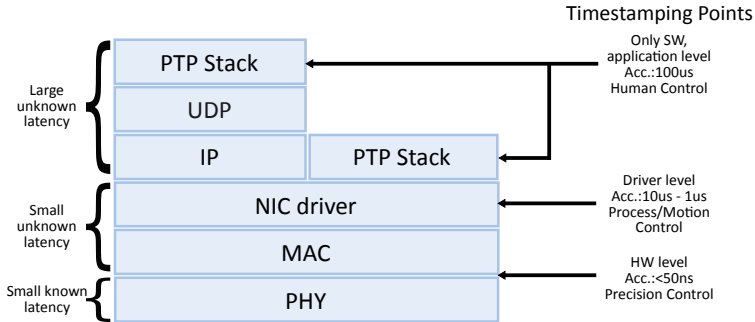 Timestamping Points
PTP Stack
UDP
IP
PTP Stack
NIC driver
MAC
PHY
Large
unknown
latency
Small
unknown
latency
Small known
latency
Only SW,
application level
Acc.:100us
Human Control
Driver level
Acc.:10us - 1us
Process/Motion
Control
HW level
Acc.:<50ns
Precision Control